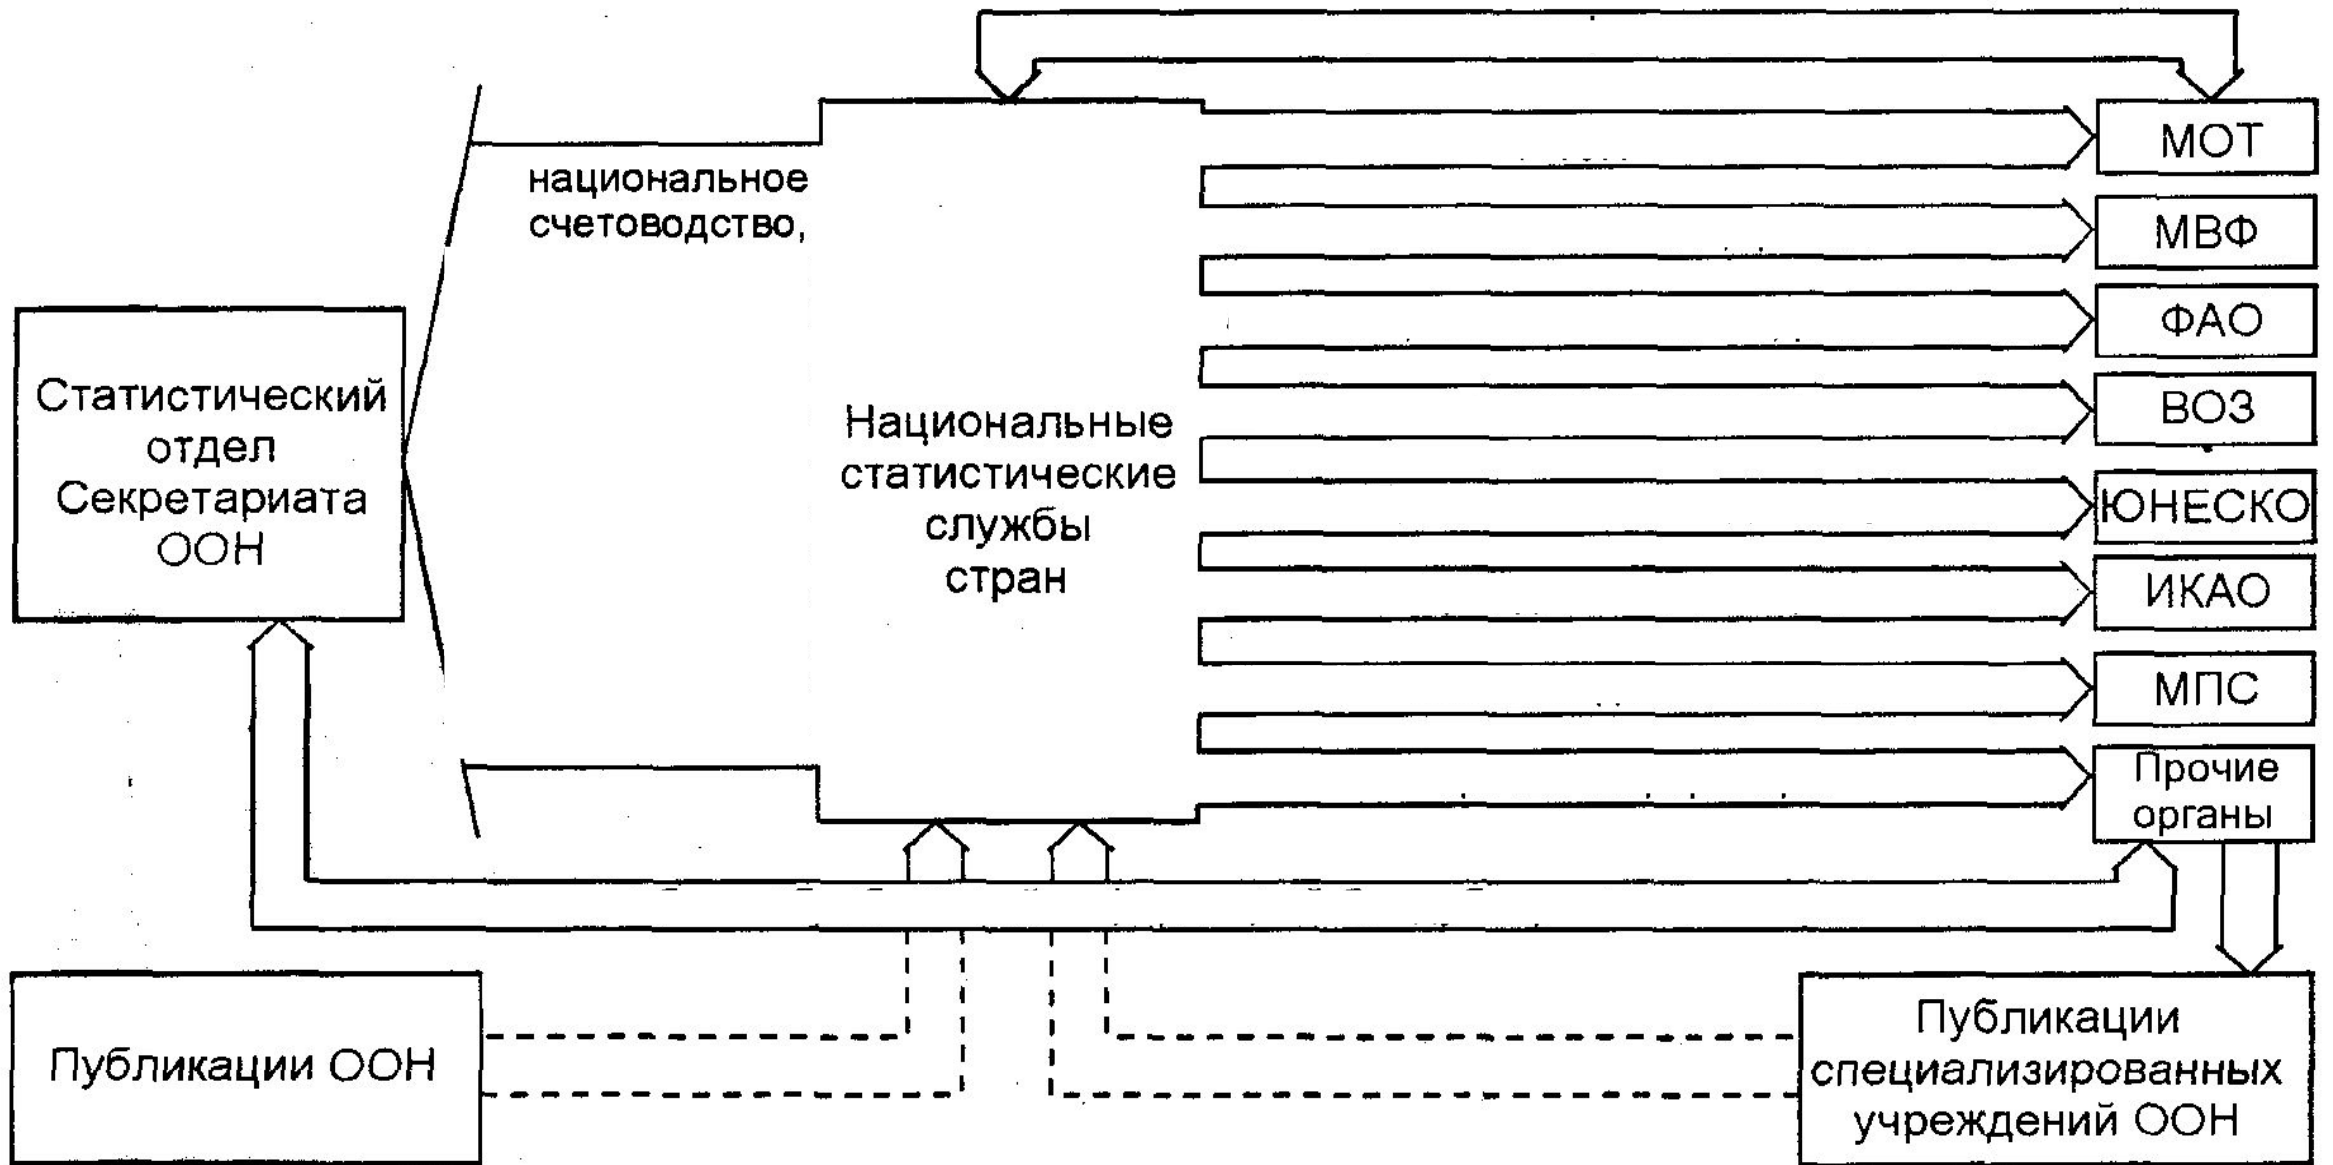 национальное
счетоводство,
Статистический
отдел
Секретариата
ООН
Национальные
статистические
службы
стран
МОТ
МВФ
ФАО
ВОЗ
ЮНЕСКО
ИКАО
МПС
Прочие
органы
Публикации ООН
Публикации
специализированных
учреждений ООН